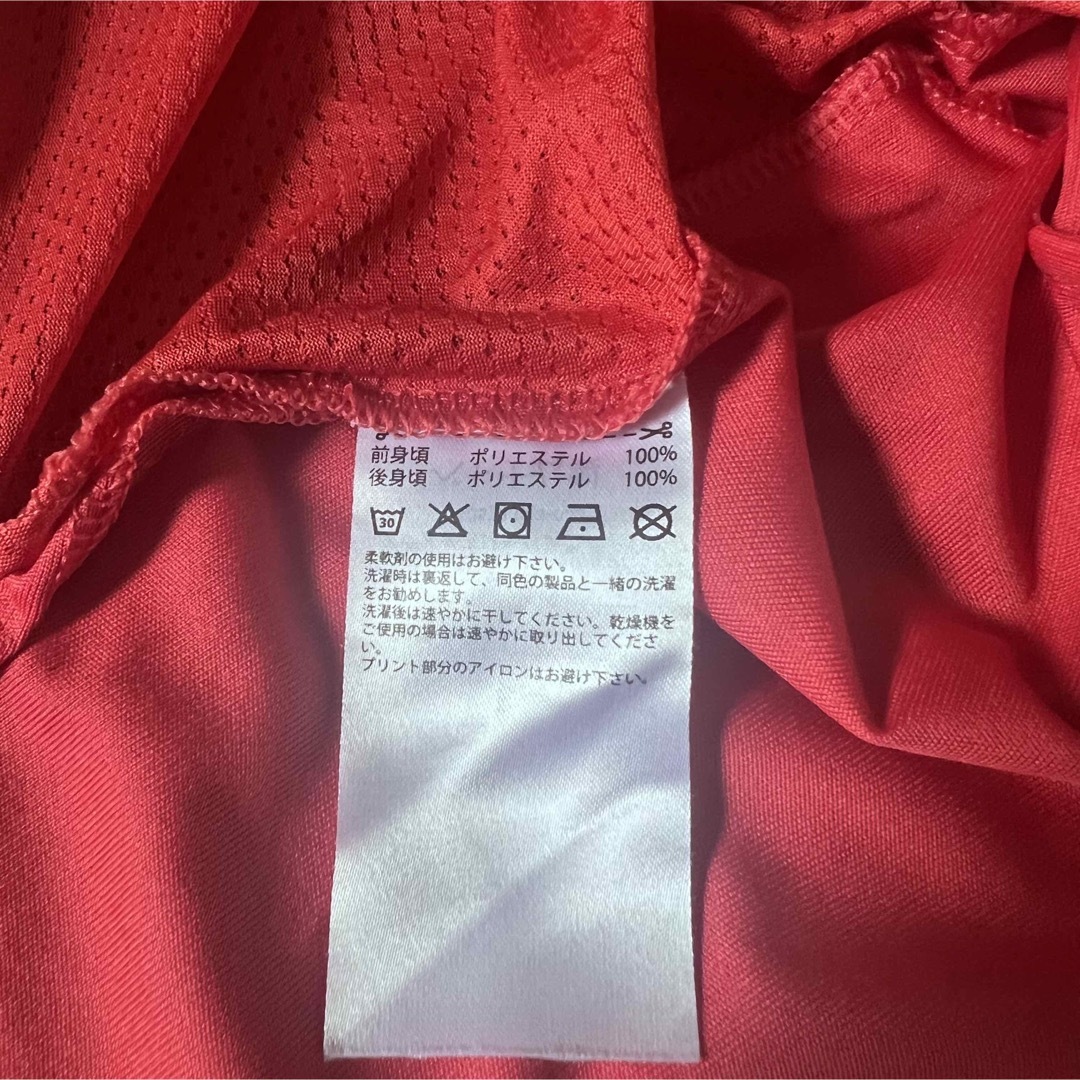 前身頃 ポリエステル 100%
後身頃 ポリエステル 100%
30
柔軟剤の使用はお避け下さい。
洗濯時は裏返して、同色の製品と一緒の洗濯
をお勧めします。
洗濯後は速やかに干してください。乾燥機を
ご使用の場合は速やかに取り出してくださ
い。
プリント部分のアイロンはお避け下さい。